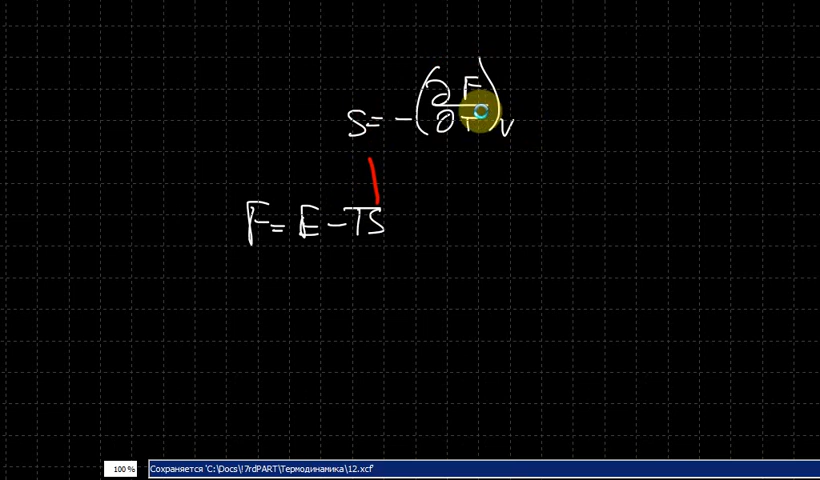 S = - (∂F/∂T)V
F = E - TS
100 % Сохраняется 'C:\Docs\!7rdPART\Термодинамика\12.xcf'